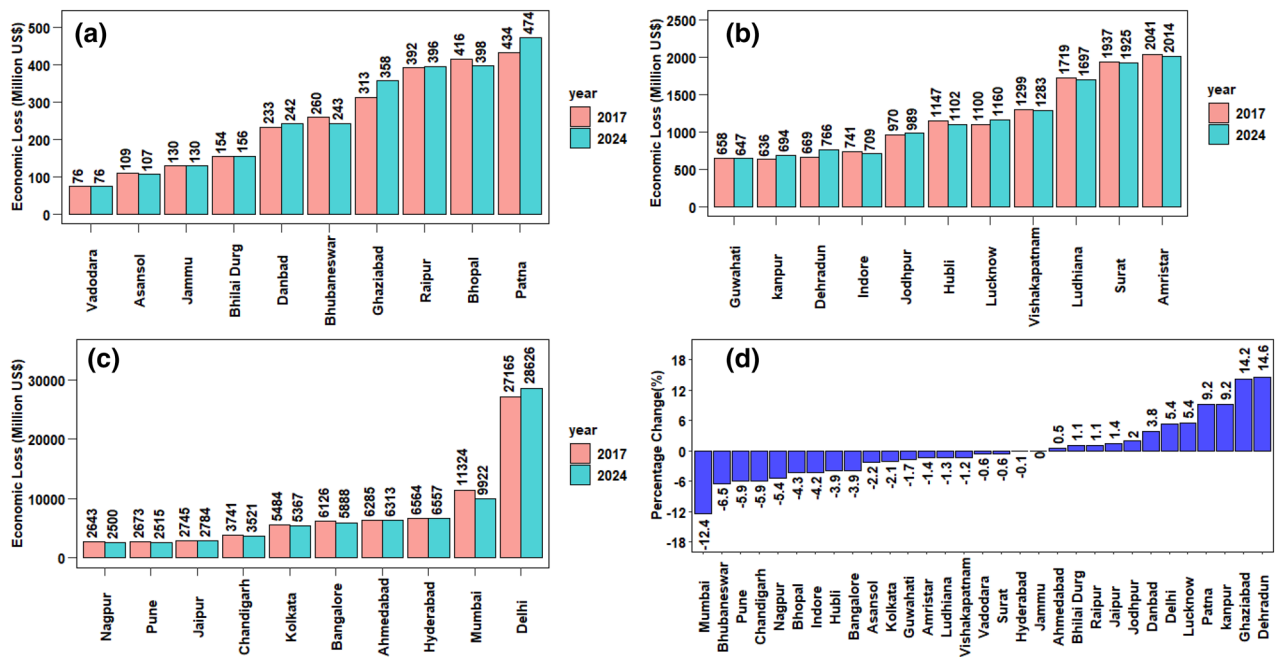 (a)
Economic Loss (Million US$)
500
400
300
200
100
0
76 76 109 107 130 130 154 156 233 242 260 243 313 358 392 396 416 398 434 474
Vadodara
Asansol
Jammu
Bhilai Durg
Danbad
Bhubaneswar
Ghaziabad
Raipur
Bhopal
Patna
year
2017
2024
(b)
Economic Loss (Million US$)
2500
2000
1500
1000
500
0
658 647 636 694 669 766 741 709 970 989 1147 1102 1100 1160 1299 1283 1719 1697 1937 1925 2041 2014
Guwahati
kanpur
Dehradun
Indore
Jodhpur
Hubli
Lucknow
Vishakapatnam
Ludhiana
Surat
Amristar
year
2017
2024
(c)
Economic Loss (Million US$)
30000
20000
10000
0
2643 2500 2673 2515 2745 2784 3741 3521 5484 5367 6126 5888 6285 6313 6564 6557 11324 9922 27165 28626
Nagpur
Pune
Jaipur
Chandigarh
Kolkata
Bangalore
Ahmedabad
Hyderabad
Mumbai
Delhi
year
2017
2024
(d)
Percentage Change(%)
18
12
6
0
-6
-12
-18
-12.4 -6.5 -5.9 -5.9 -5.4 -4.3 -4.2 -3.9 -3.9 -2.2 -2.1 -1.7 -1.4 -1.3 -1.2 -0.6 -0.6 -0.1 0 0.5 1.1 1.1 1.4 2 3.8 5.4 5.4 9.2 9.2 14.2 14.6
Mumbai
Bhubaneswar
Pune
Chandigarh
Nagpur
Bhopal
Indore
Hubli
Bangalore
Asansol
Kolkata
Guwahati
Amristar
Ludhiana
Vishakapatnam
Vadodara
Surat
Hyderabad
Jammu
Ahmedabad
Bhilai Durg
Raipur
Jaipur
Jodhpur
Danbad
Delhi
Lucknow
Patna
kanpur
Ghaziabad
Dehradun